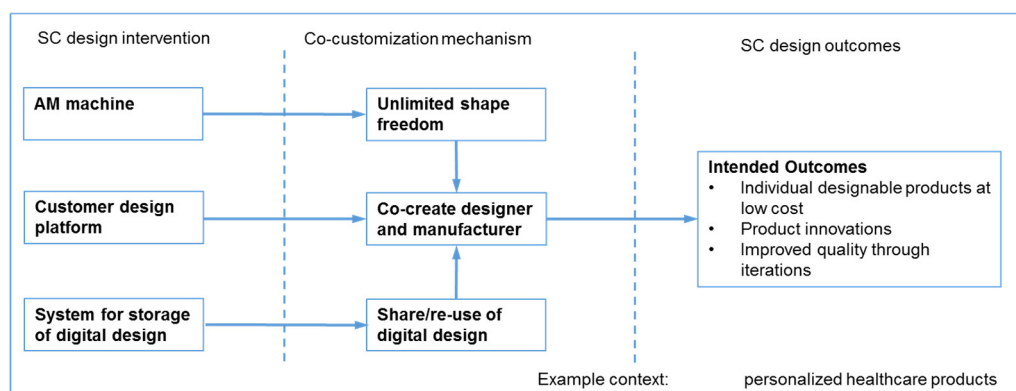 SC design intervention
Co-customization mechanism
SC design outcomes
AM machine
Unlimited shape
freedom
Customer design
platform
Co-create designer
and manufacturer
System for storage
of digital design
Share/re-use of
digital design
Intended Outcomes
• Individual designable products at
low cost
• Product innovations
• Improved quality through
iterations
Example context: personalized healthcare products